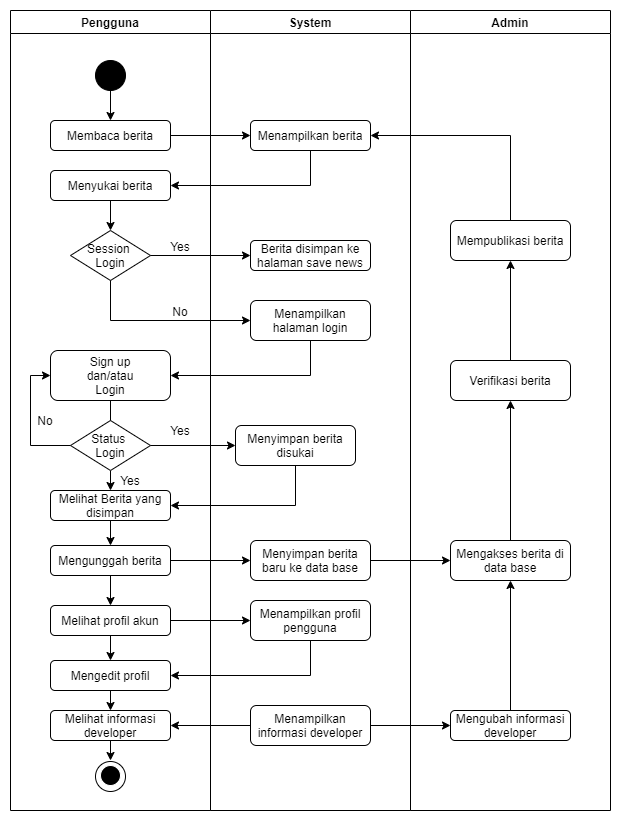 Pengguna
System
Admin
Membaca berita
Menampilkan berita
Menyukai berita
Mempublikasi berita
Session
Login
Yes
Berita disimpan ke
halaman save news
No
Menampilkan
halaman login
Sign up
dan/atau
Login
Verifikasi berita
No
Status
Login
Yes
Menyimpan berita
disukai
Yes
Melihat Berita yang
disimpan
Mengunggah berita
Menyimpan berita
baru ke data base
Mengakses berita di
data base
Melihat profil akun
Menampilkan profil
pengguna
Mengedit profil
Melihat informasi
developer
Menampilkan
informasi developer
Mengubah informasi
developer